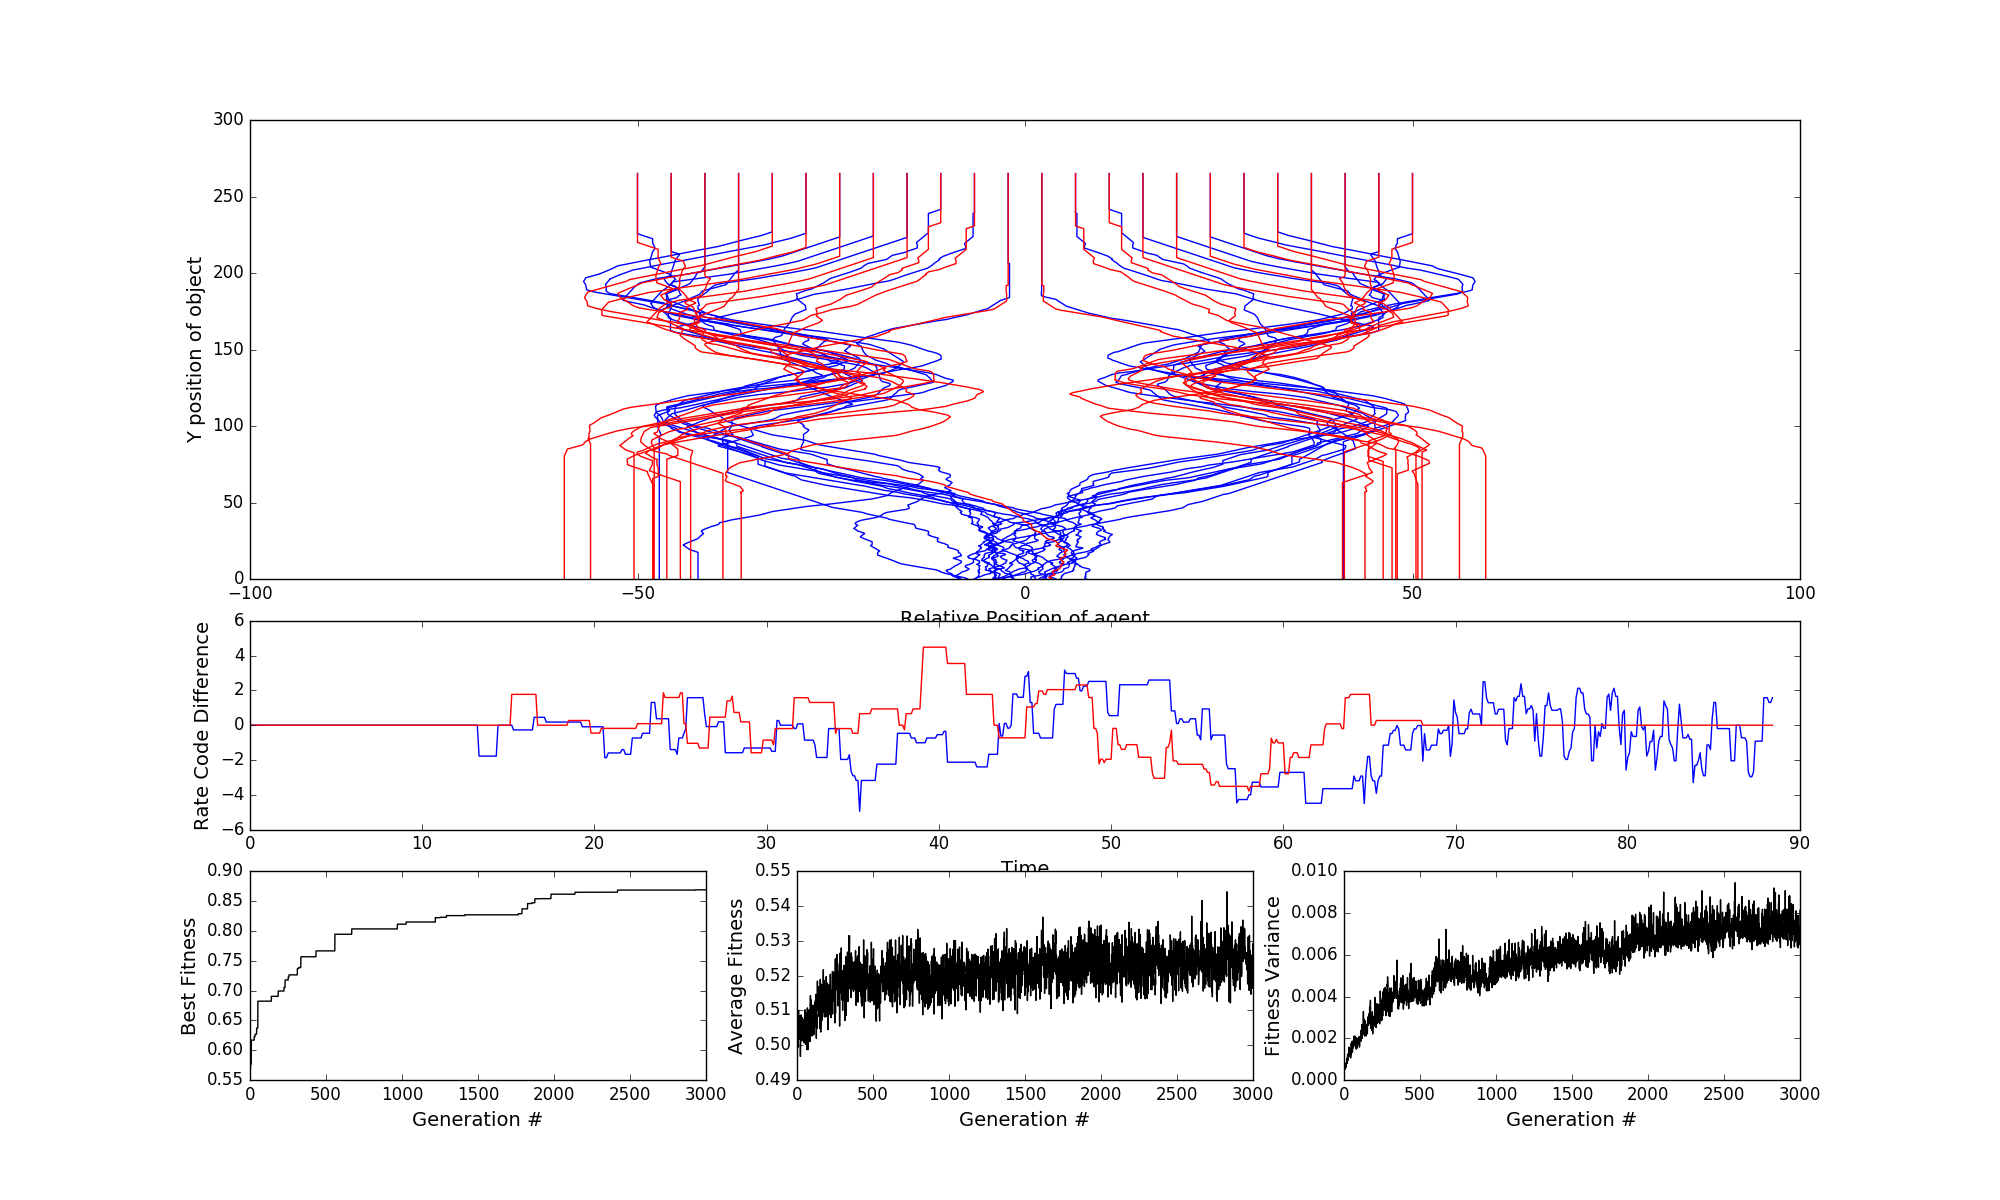 300
250
200
150
100
50
0
Y position of object
−100 −50 0 50 100
Relative Position of agent
6
4
2
0
−2
−4
−6
Rate Code Difference
0 10 20 30 40 50 60 70 80 90
Time
0.90
0.85
0.80
0.75
0.70
0.65
0.60
0.55
Best Fitness
0 500 1000 1500 2000 2500 3000
Generation #
0.55
0.54
0.53
0.52
0.51
0.50
0.49
Average Fitness
0 500 1000 1500 2000 2500 3000
Generation #
0.010
0.008
0.006
0.004
0.002
0.000
Fitness Variance
0 500 1000 1500 2000 2500 3000
Generation #